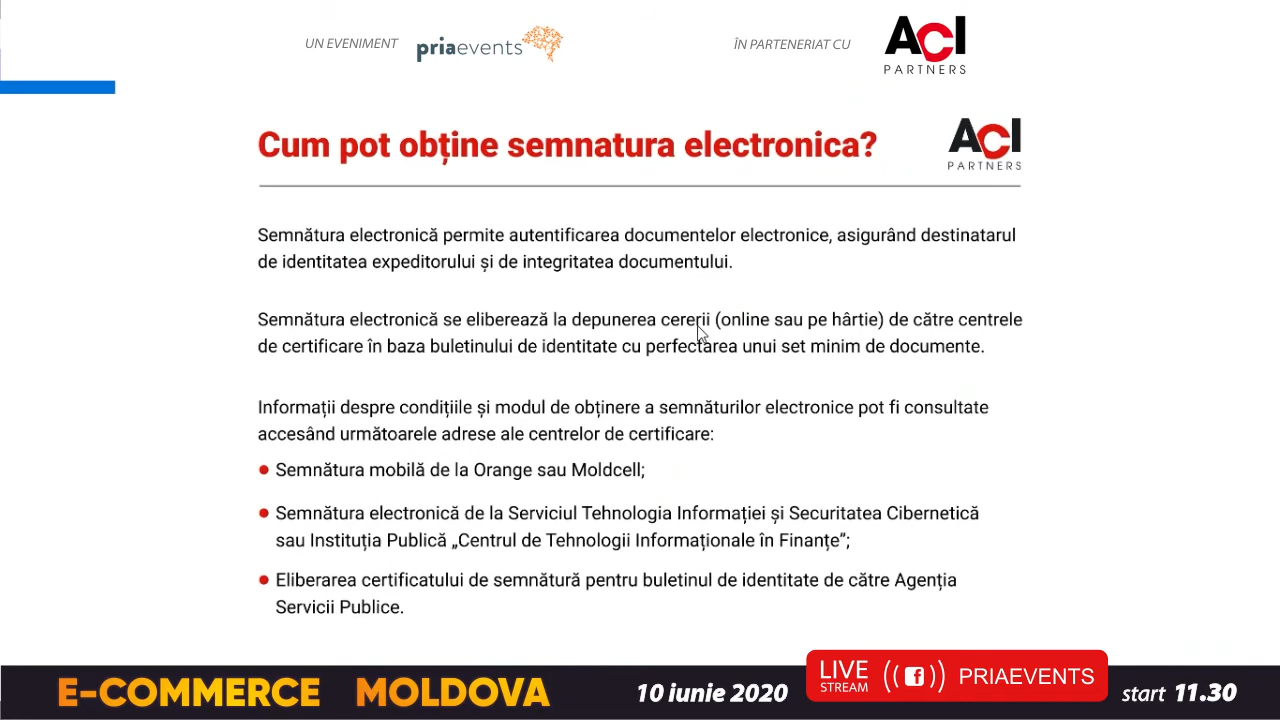 UN EVENIMENT priaevents ÎN PARTENERIAT CU ACI PARTNERS
Cum pot obține semnatura electronica?
ACI PARTNERS
Semnătura electronică permite autentificarea documentelor electronice, asigurând destinatarul
de identitatea expeditorului și de integritatea documentului.
Semnătura electronică se eliberează la depunerea cererii (online sau pe hârtie) de către centrele
de certificare în baza buletinului de identitate cu perfectarea unui set minim de documente.
Informații despre condițiile și modul de obținere a semnăturilor electronice pot fi consultate
accesând următoarele adrese ale centrelor de certificare:
● Semnătura mobilă de la Orange sau Moldcell;
● Semnătura electronică de la Serviciul Tehnologia Informației și Securitatea Cibernetică
sau Instituția Publică „Centrul de Tehnologii Informaționale în Finanțe”;
● Eliberarea certificatului de semnătură pentru buletinul de identitate de către Agenția
Servicii Publice.
E-COMMERCE MOLDOVA 10 iunie 2020 LIVE STREAM PRIAEVENTS start 11.30